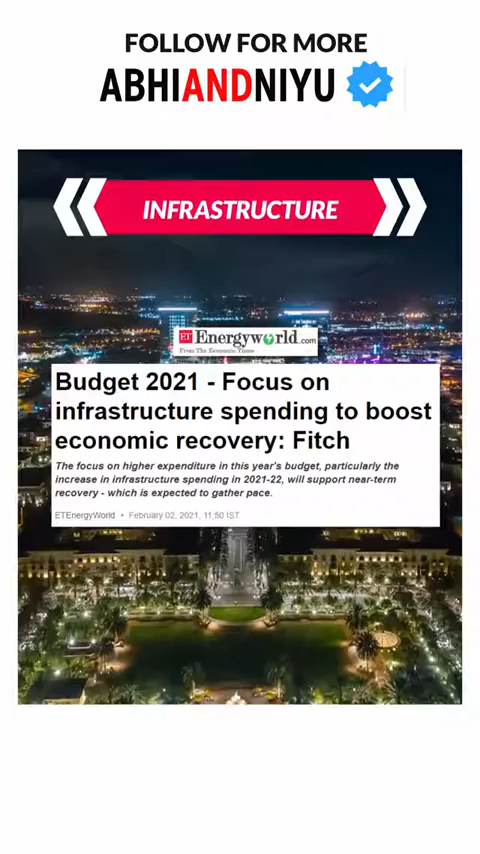 FOLLOW FOR MORE
ABHIANDNIYU
INFRASTRUCTURE
ET Energyworld.com
From The Economic Times
Budget 2021 - Focus on
infrastructure spending to boost
economic recovery: Fitch
The focus on higher expenditure in this year's budget, particularly the
increase in infrastructure spending in 2021-22, will support near-term
recovery - which is expected to gather pace.
ETEnergyWorld • February 02, 2021, 11:50 IST